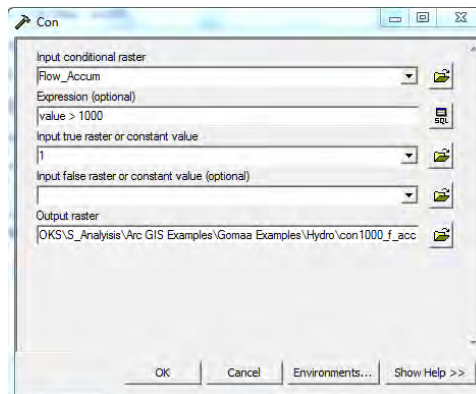 Con
Input conditional raster
Flow_Accum
Expression (optional)
value > 1000
SQL
Input true raster or constant value
1
Input false raster or constant value (optional)
Output raster
OKS\S_Analyisis\Arc GIS Examples\Gomaa Examples\Hydro\con1000_f_acc
OK
Cancel
Environments...
Show Help >>